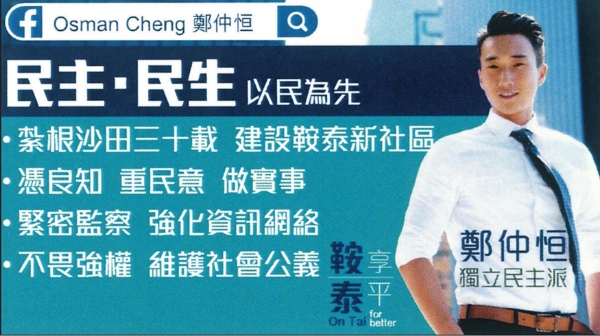 Osman Cheng 鄭仲恒
民主·民生 以民為先
• 紮根沙田三十載 建設鞍泰新社區
• 憑良知 重民意 做實事
• 緊密監察 強化資訊網絡
• 不畏強權 維護社會公義
鞍泰
On Tai
享平
for better
鄭仲恒
獨立民主派